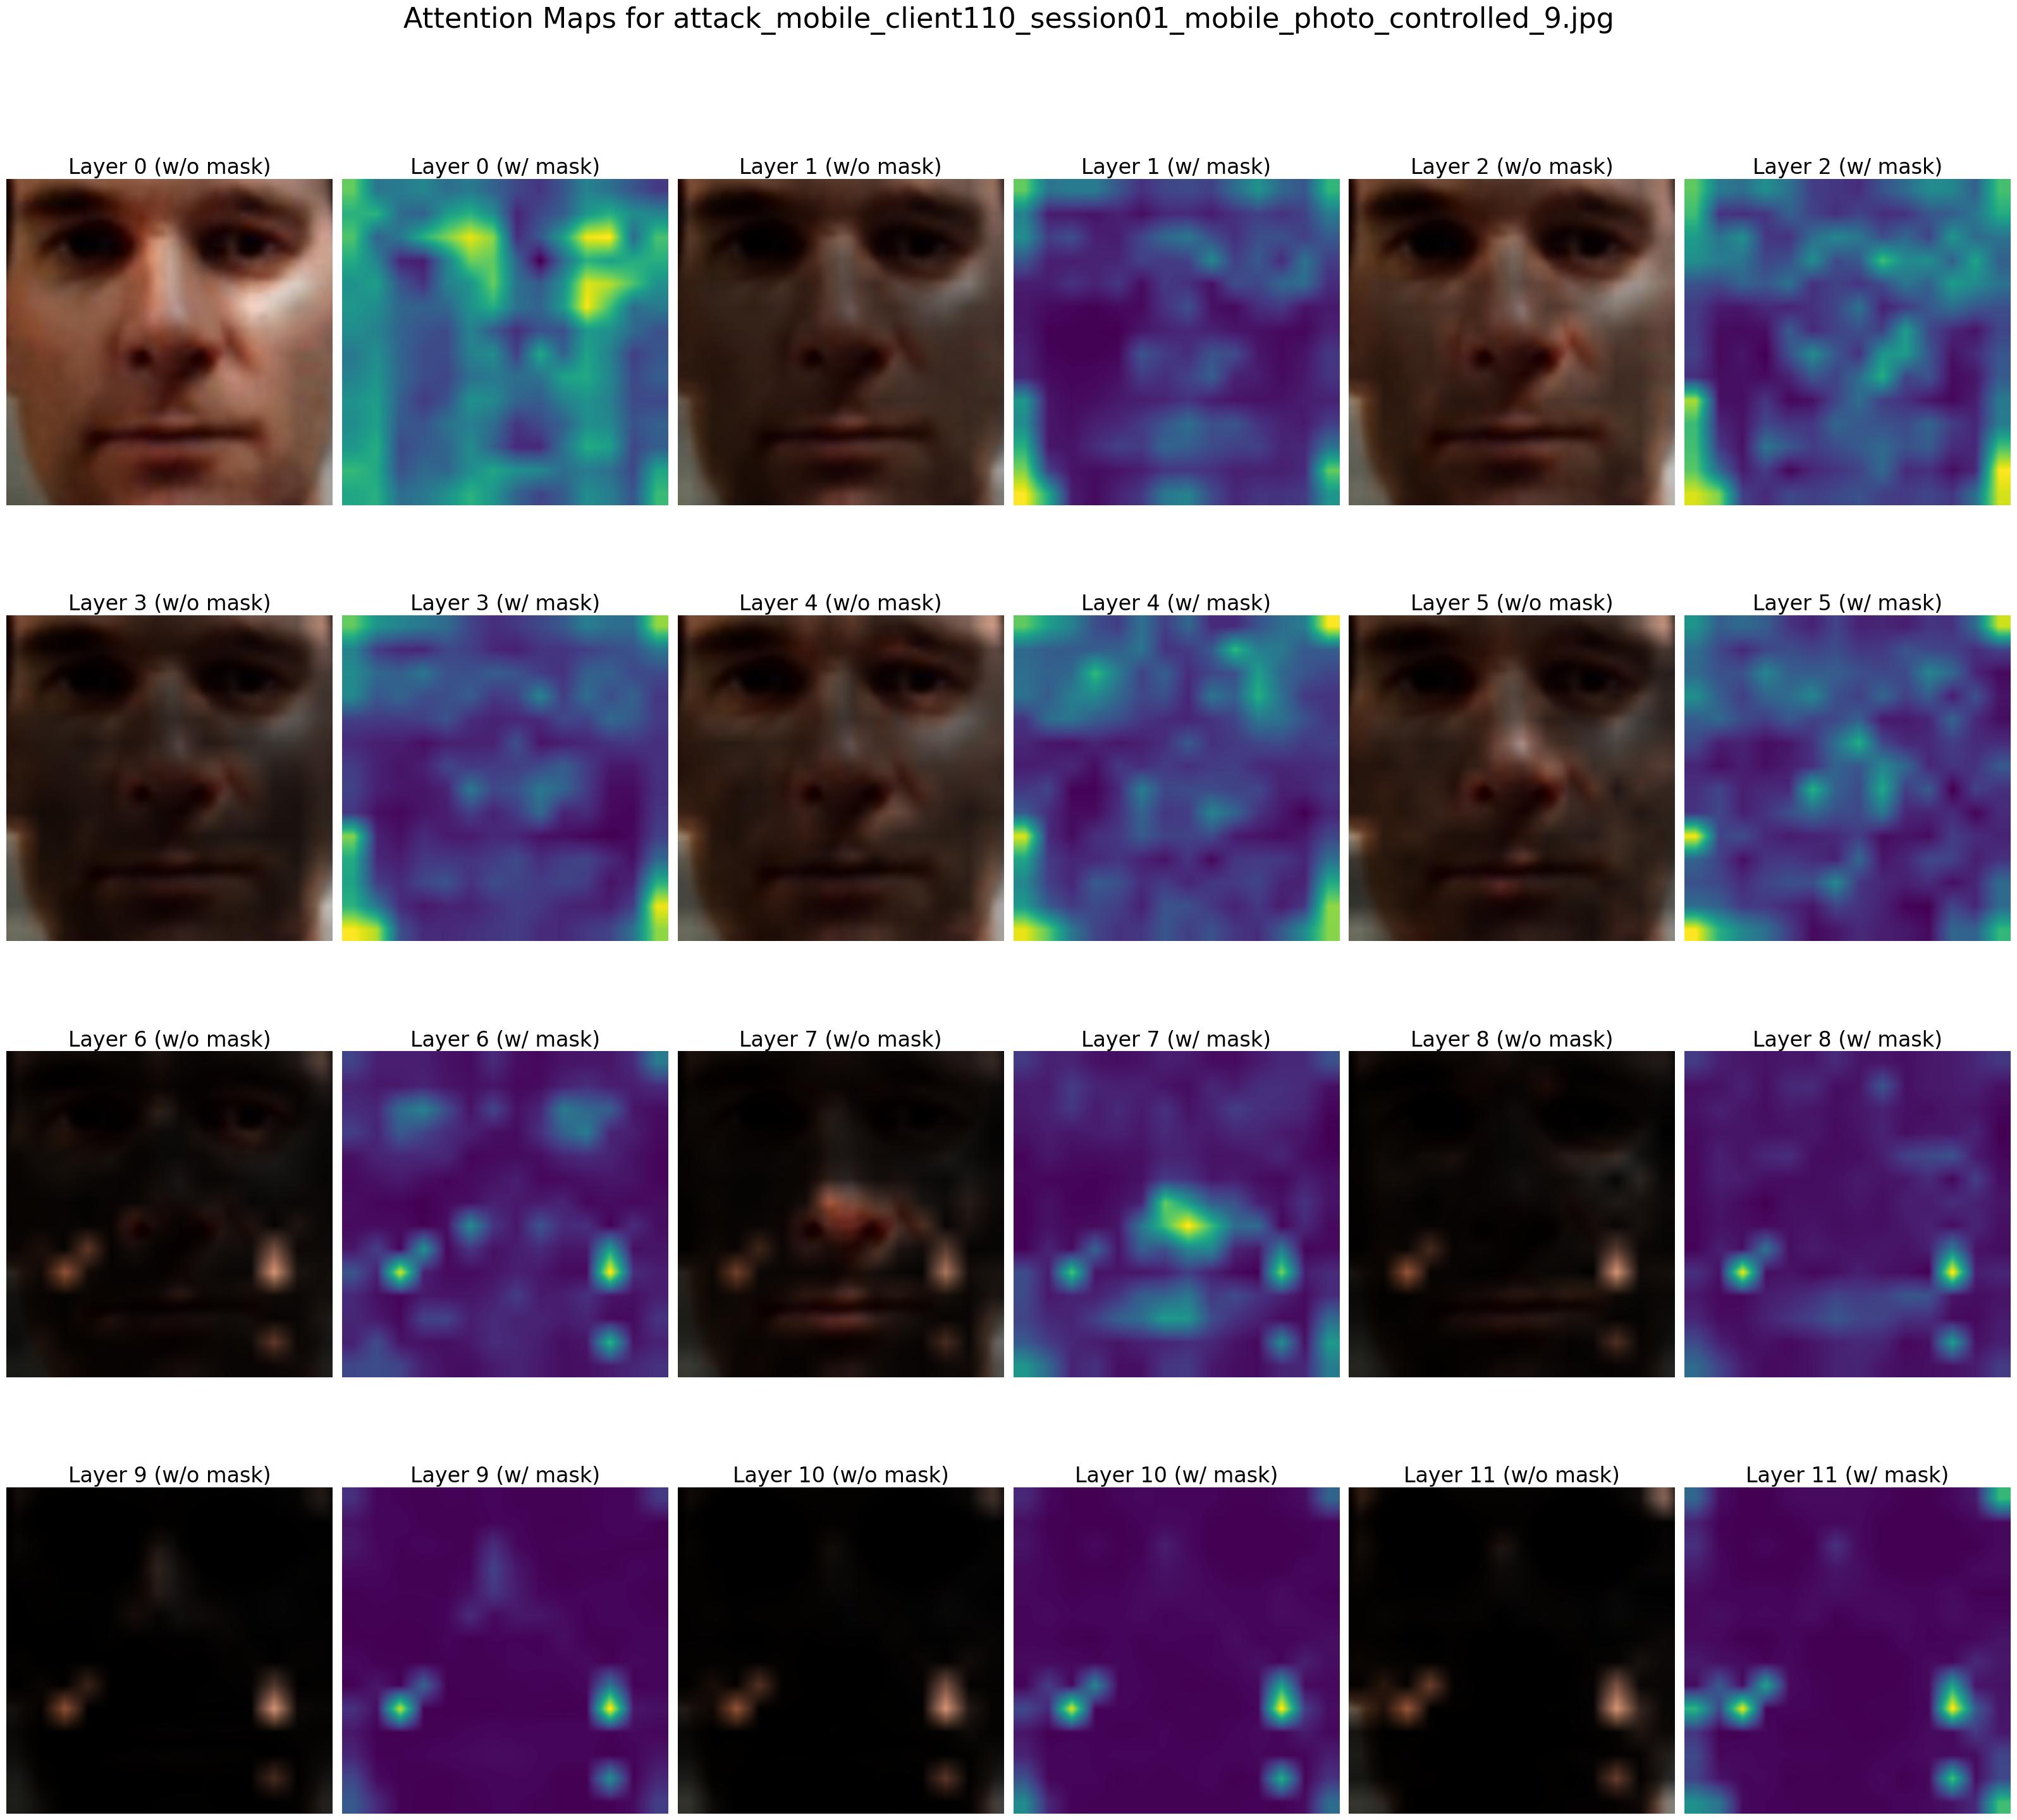 Attention Maps for attack_mobile_client110_session01_mobile_photo_controlled_9.jpg
Layer 0 (w/o mask) Layer 0 (w/ mask) Layer 1 (w/o mask) Layer 1 (w/ mask) Layer 2 (w/o mask) Layer 2 (w/ mask)
Layer 3 (w/o mask) Layer 3 (w/ mask) Layer 4 (w/o mask) Layer 4 (w/ mask) Layer 5 (w/o mask) Layer 5 (w/ mask)
Layer 6 (w/o mask) Layer 6 (w/ mask) Layer 7 (w/o mask) Layer 7 (w/ mask) Layer 8 (w/o mask) Layer 8 (w/ mask)
Layer 9 (w/o mask) Layer 9 (w/ mask) Layer 10 (w/o mask) Layer 10 (w/ mask) Layer 11 (w/o mask) Layer 11 (w/ mask)